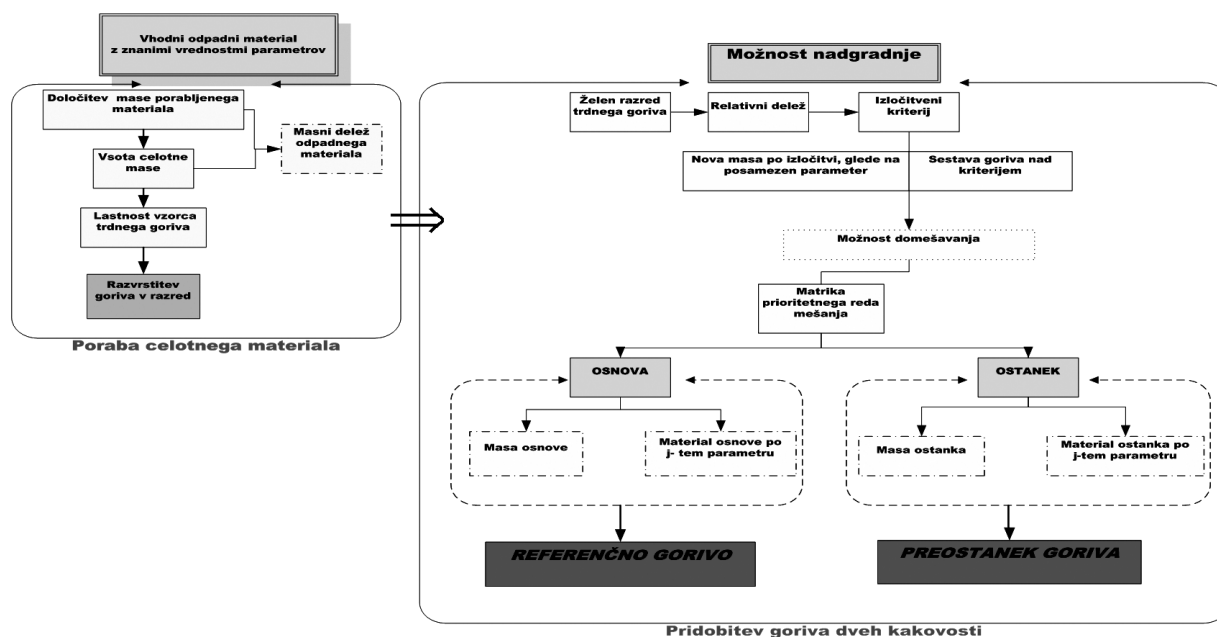 Vhodni odpadni material
z znanimi vrednostmi parametrov
Določitev mase porabljenega
materiala
Masni delež
odpadnega
materiala
Vsota celotne
mase
Lastnost vzorca
trdnega goriva
Razvrstitev
goriva v razred
Poraba celotnega materiala
Možnost nadgradnje
Želen razred
trdnega goriva
Relativni delež
Izločitveni
kriterij
Nova masa po izločitvi, glede na
posamezen parameter
Sestava goriva nad
kriterijem
Možnost domešavanja
Matrika
prioritetnega reda
mešanja
OSNOVA
OSTANEK
Masa osnove
Material osnove po
j- tem parametru
Masa ostanka
Material ostanka po
j-tem parametru
REFERENČNO GORIVO
PREOSTANEK GORIVA
Pridobitev goriva dveh kakovosti